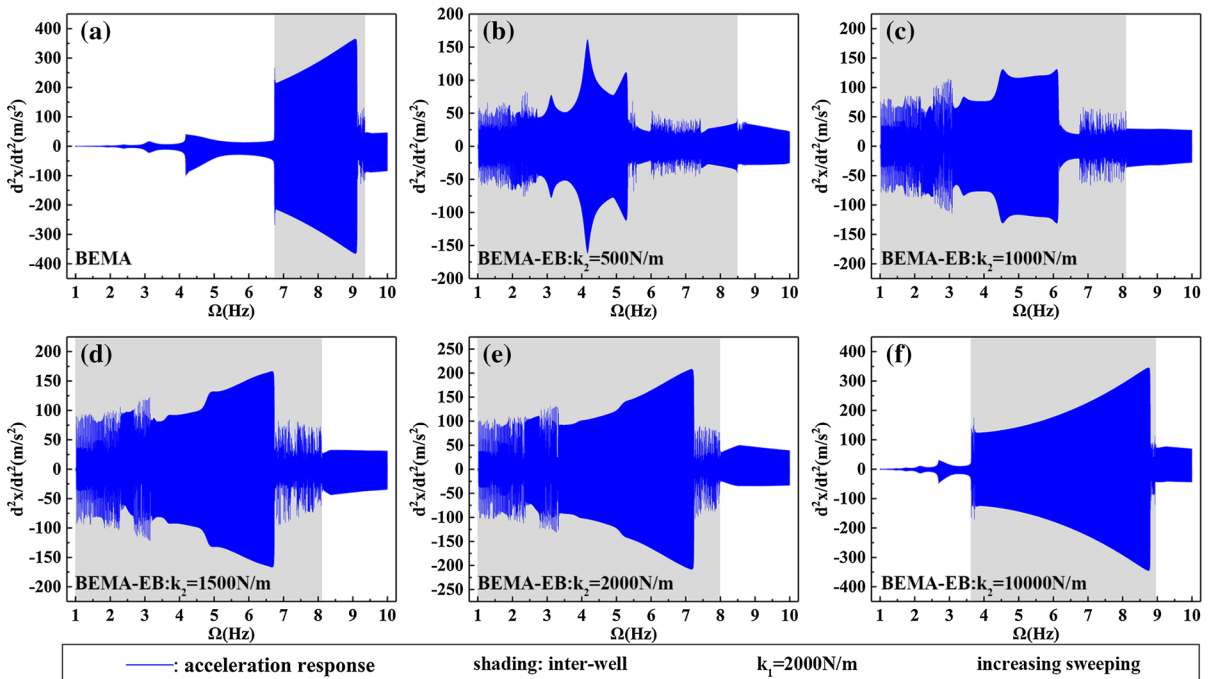 (a)
d²x/dt²(m/s²)
400
300
200
100
0
-100
-200
-300
-400
BEMA
1 2 3 4 5 6 7 8 9 10
Ω(Hz)
(b)
d²x/dt²(m/s²)
200
150
100
50
0
-50
-100
-150
-200
BEMA-EB:k₂=500N/m
1 2 3 4 5 6 7 8 9 10
Ω(Hz)
(c)
d²x/dt²(m/s²)
200
150
100
50
0
-50
-100
-150
-200
BEMA-EB:k₂=1000N/m
1 2 3 4 5 6 7 8 9 10
Ω(Hz)
(d)
d²x/dt²(m/s²)
200
150
100
50
0
-50
-100
-150
-200
BEMA-EB:k₂=1500N/m
1 2 3 4 5 6 7 8 9 10
Ω(Hz)
(e)
d²x/dt²(m/s²)
250
200
150
100
50
0
-50
-100
-150
-200
-250
BEMA-EB:k₂=2000N/m
1 2 3 4 5 6 7 8 9 10
Ω(Hz)
(f)
d²x/dt²(m/s²)
400
300
200
100
0
-100
-200
-300
-400
BEMA-EB:k₂=10000N/m
1 2 3 4 5 6 7 8 9 10
Ω(Hz)
: acceleration response shading: inter-well k₁=2000N/m increasing sweeping